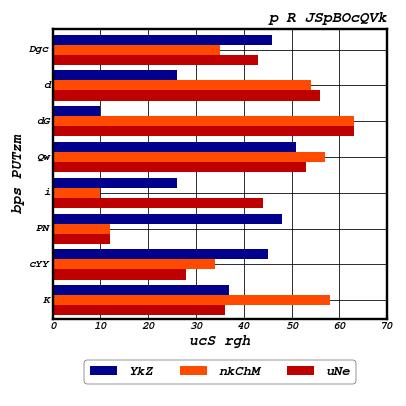 p R JSpBOcQVk
Dgc
d
dG
Qw
i
PN
cYY
K
bps PUTzm
0 10 20 30 40 50 60 70
ucS rgh
YkZ nkChM uNe